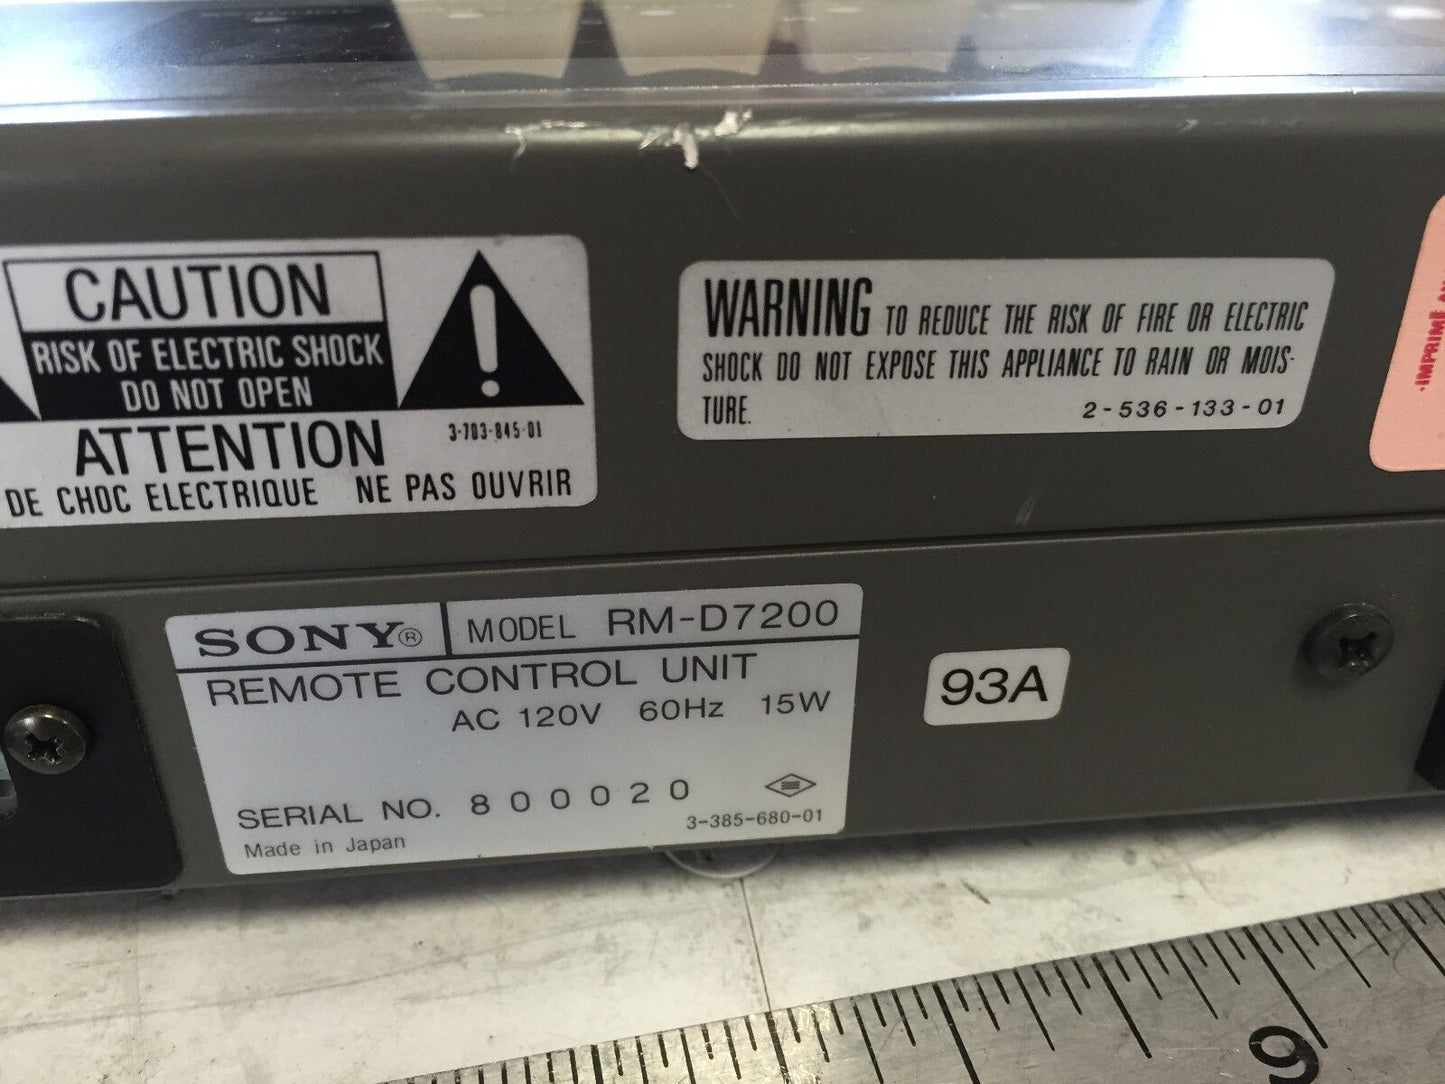 CAUTION
RISK OF ELECTRIC SHOCK
DO NOT OPEN
ATTENTION
3-703-845-01
DE CHOC ELECTRIQUE NE PAS OUVRIR
WARNING TO REDUCE THE RISK OF FIRE OR ELECTRIC
SHOCK DO NOT EXPOSE THIS APPLIANCE TO RAIN OR MOIS-
TURE.
2-536-133-01
IMPRIMÉ
SONY® MODEL RM-D7200
REMOTE CONTROL UNIT
AC 120V 60Hz 15W
SERIAL NO. 800020
3-385-680-01
Made in Japan
93A
9